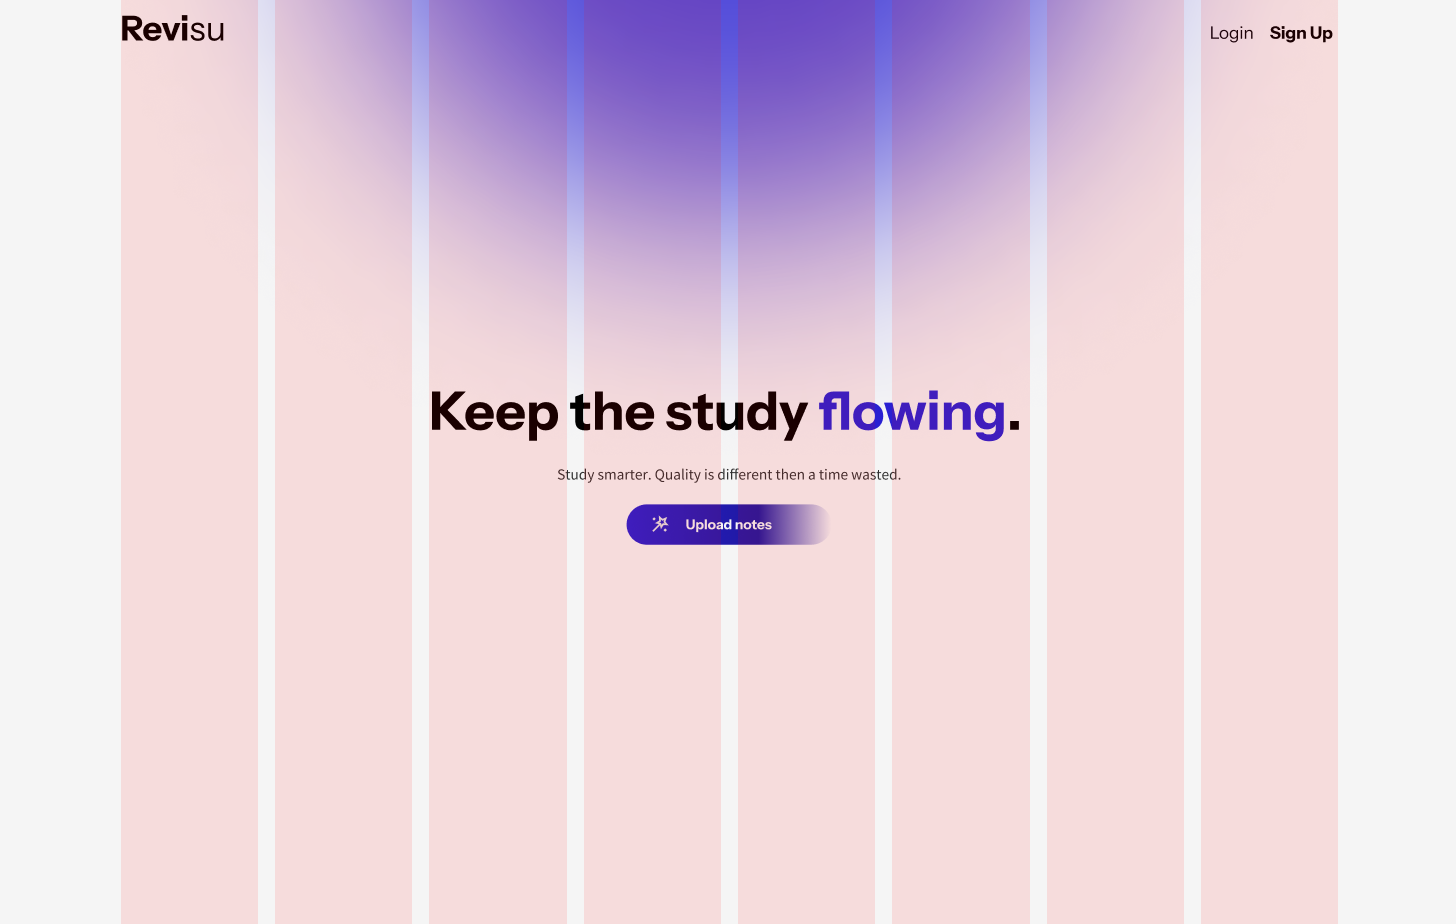 Revisu
Login Sign Up
Keep the study flowing.
Study smarter. Quality is different then a time wasted.
Upload notes